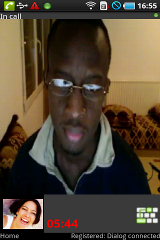 16:55
In call
05:44
Home
Registered: Dialog connected